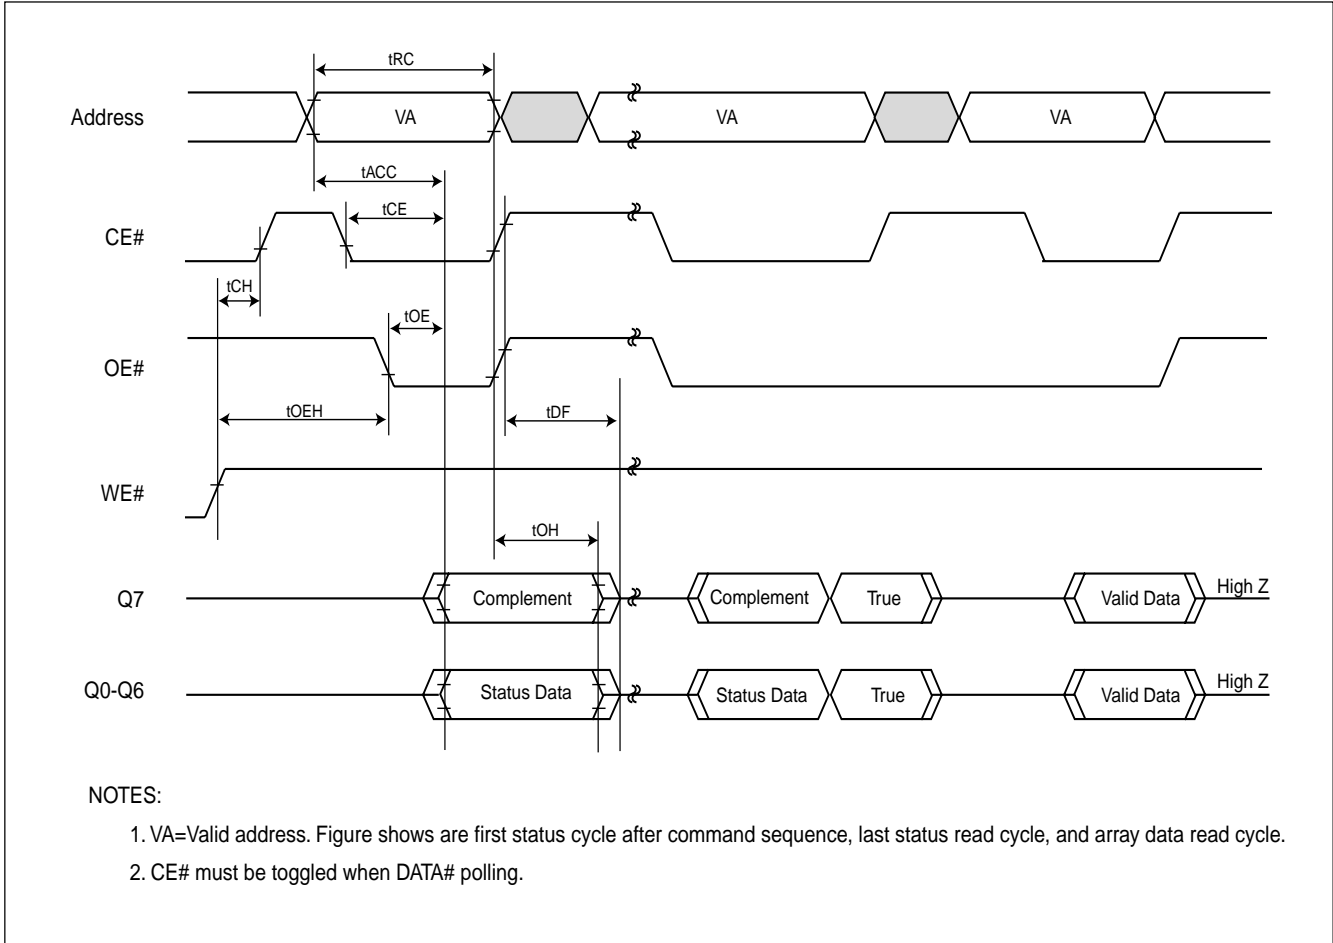 tRC
Address VA VA VA
tACC
tCE
CE#
tCH
tOE
OE#
tOEH tDF
WE#
tOH
Q7 Complement Complement True Valid Data High Z
Q0-Q6 Status Data Status Data True Valid Data High Z
NOTES:
1. VA=Valid address. Figure shows are first status cycle after command sequence, last status read cycle, and array data read cycle.
2. CE# must be toggled when DATA# polling.